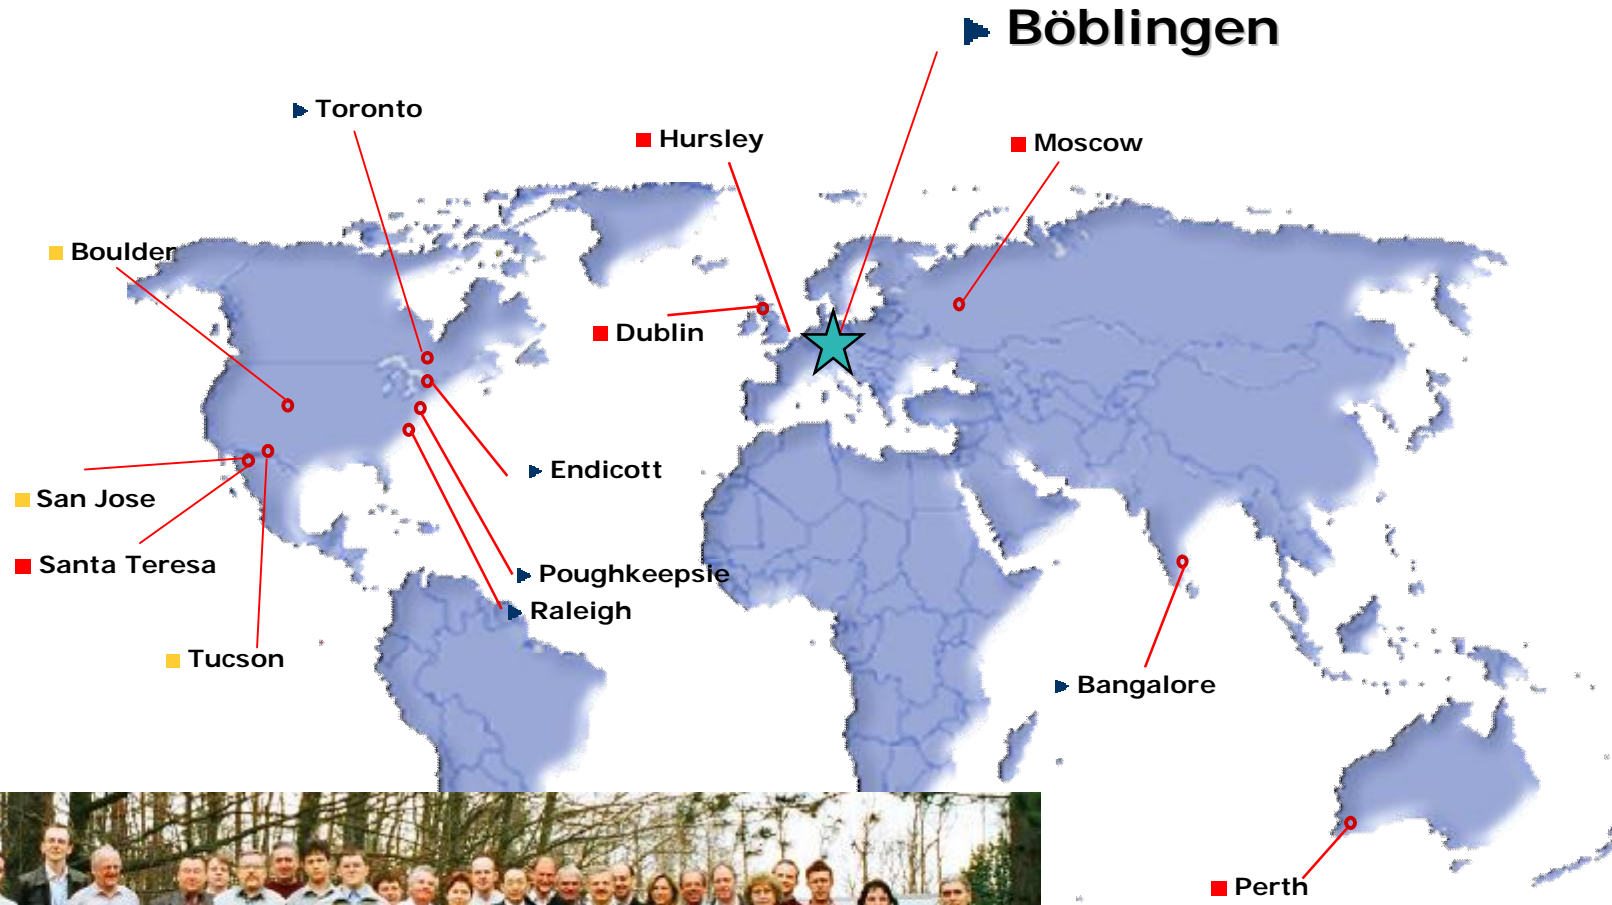 Böblingen
Toronto
Hursley
Moscow
Boulder
Dublin
Endicott
San Jose
Santa Teresa
Poughkeepsie
Raleigh
Tucson
Bangalore
Perth